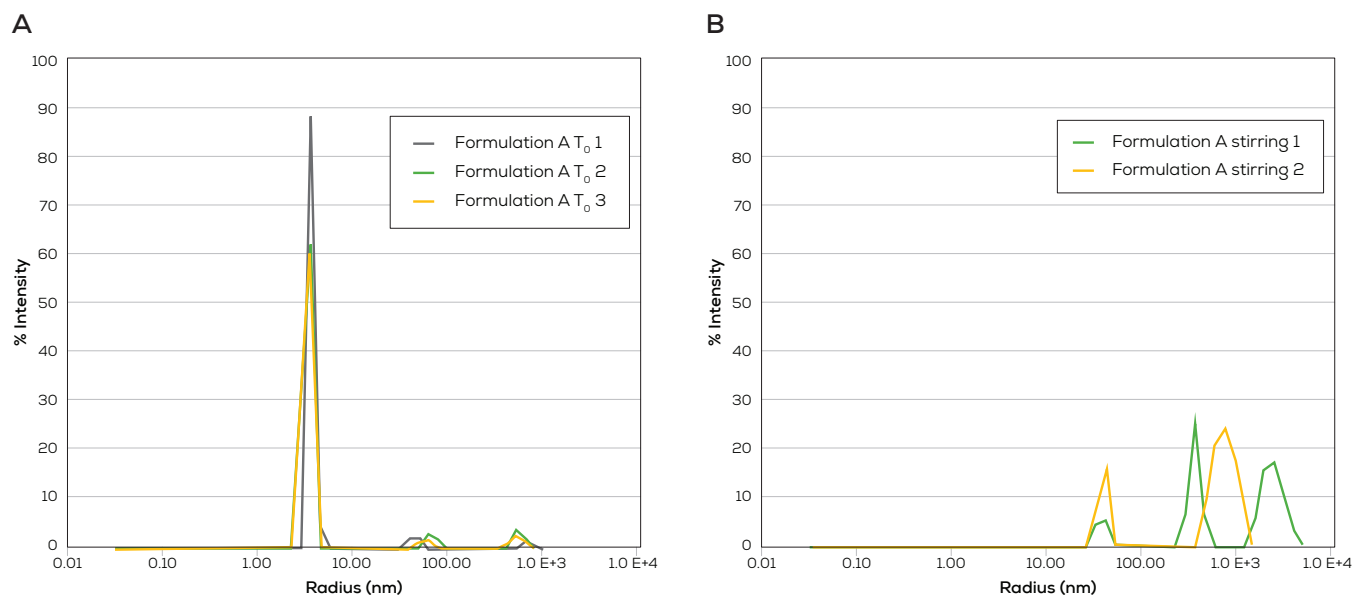 A
100
90
80
70
60
50
40
30
20
10
0
% Intensity
0.01
0.10
1.00
10.00
100.00
1.0 E+3
1.0 E+4
Radius (nm)
Formulation A T₀ 1
Formulation A T₀ 2
Formulation A T₀ 3
B
100
90
80
70
60
50
40
30
20
10
0
% Intensity
0.01
0.10
1.00
10.00
100.00
1.0 E+3
1.0 E+4
Radius (nm)
Formulation A stirring 1
Formulation A stirring 2